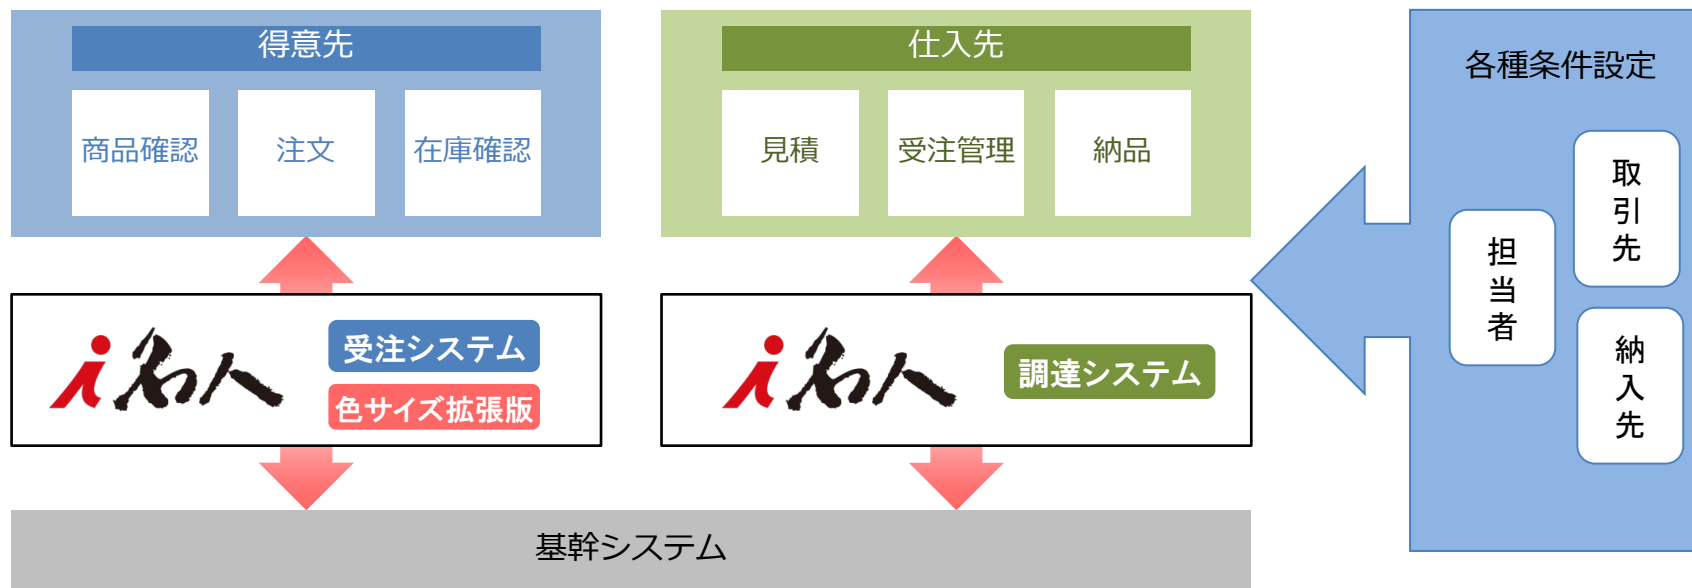 得意先
商品確認
注文
在庫確認
仕入先
見積
受注管理
納品
各種条件設定
取引先
担当者
納入先
i名人
受注システム
色サイズ拡張版
i名人
調達システム
基幹システム